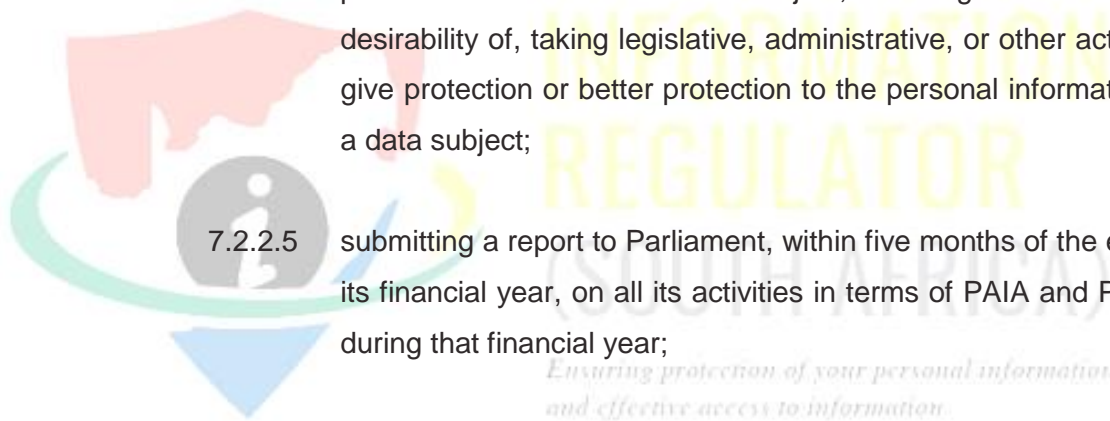 desirability of, taking legislative, administrative, or other act
give protection or better protection to the personal informat
a data subject;
7.2.2.5 submitting a report to Parliament, within five months of the e
its financial year, on all its activities in terms of PAIA and P
during that financial year;
INFORMATION
REGULATOR
(SOUTH AFRICA)
Ensuring protection of your personal information
and effective access to information